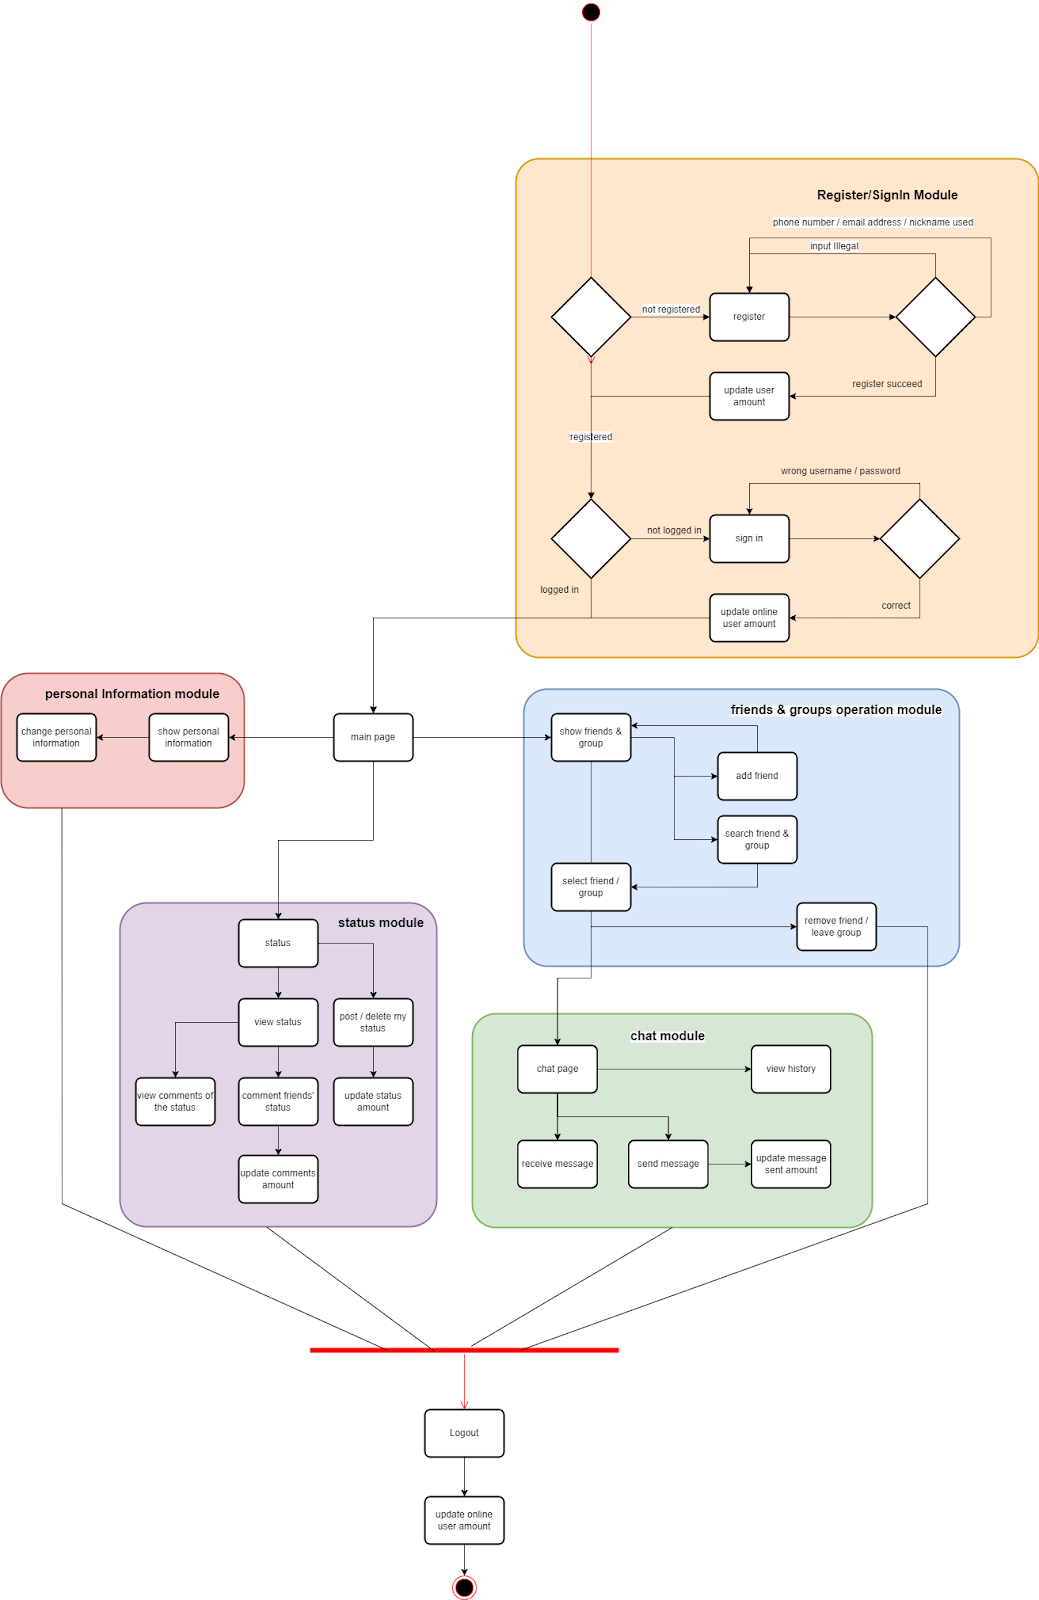 Register/SignIn Module
phone number / email address / nickname used
input Illegal
not registered
register
register succeed
update user
amount
registered
wrong username / password
not logged in
sign in
logged in
correct
update online
user amount
personal Information module
change personal
information
show personal
information
main page
friends & groups operation module
show friends &
group
add friend
search friend &
group
select friend /
group
remove friend /
leave group
status module
status
view status
post / delete my
status
view comments of
the status
comment friends'
status
update status
amount
update comments
amount
chat module
chat page
view history
receive message
send message
update message
sent amount
Logout
update online
user amount